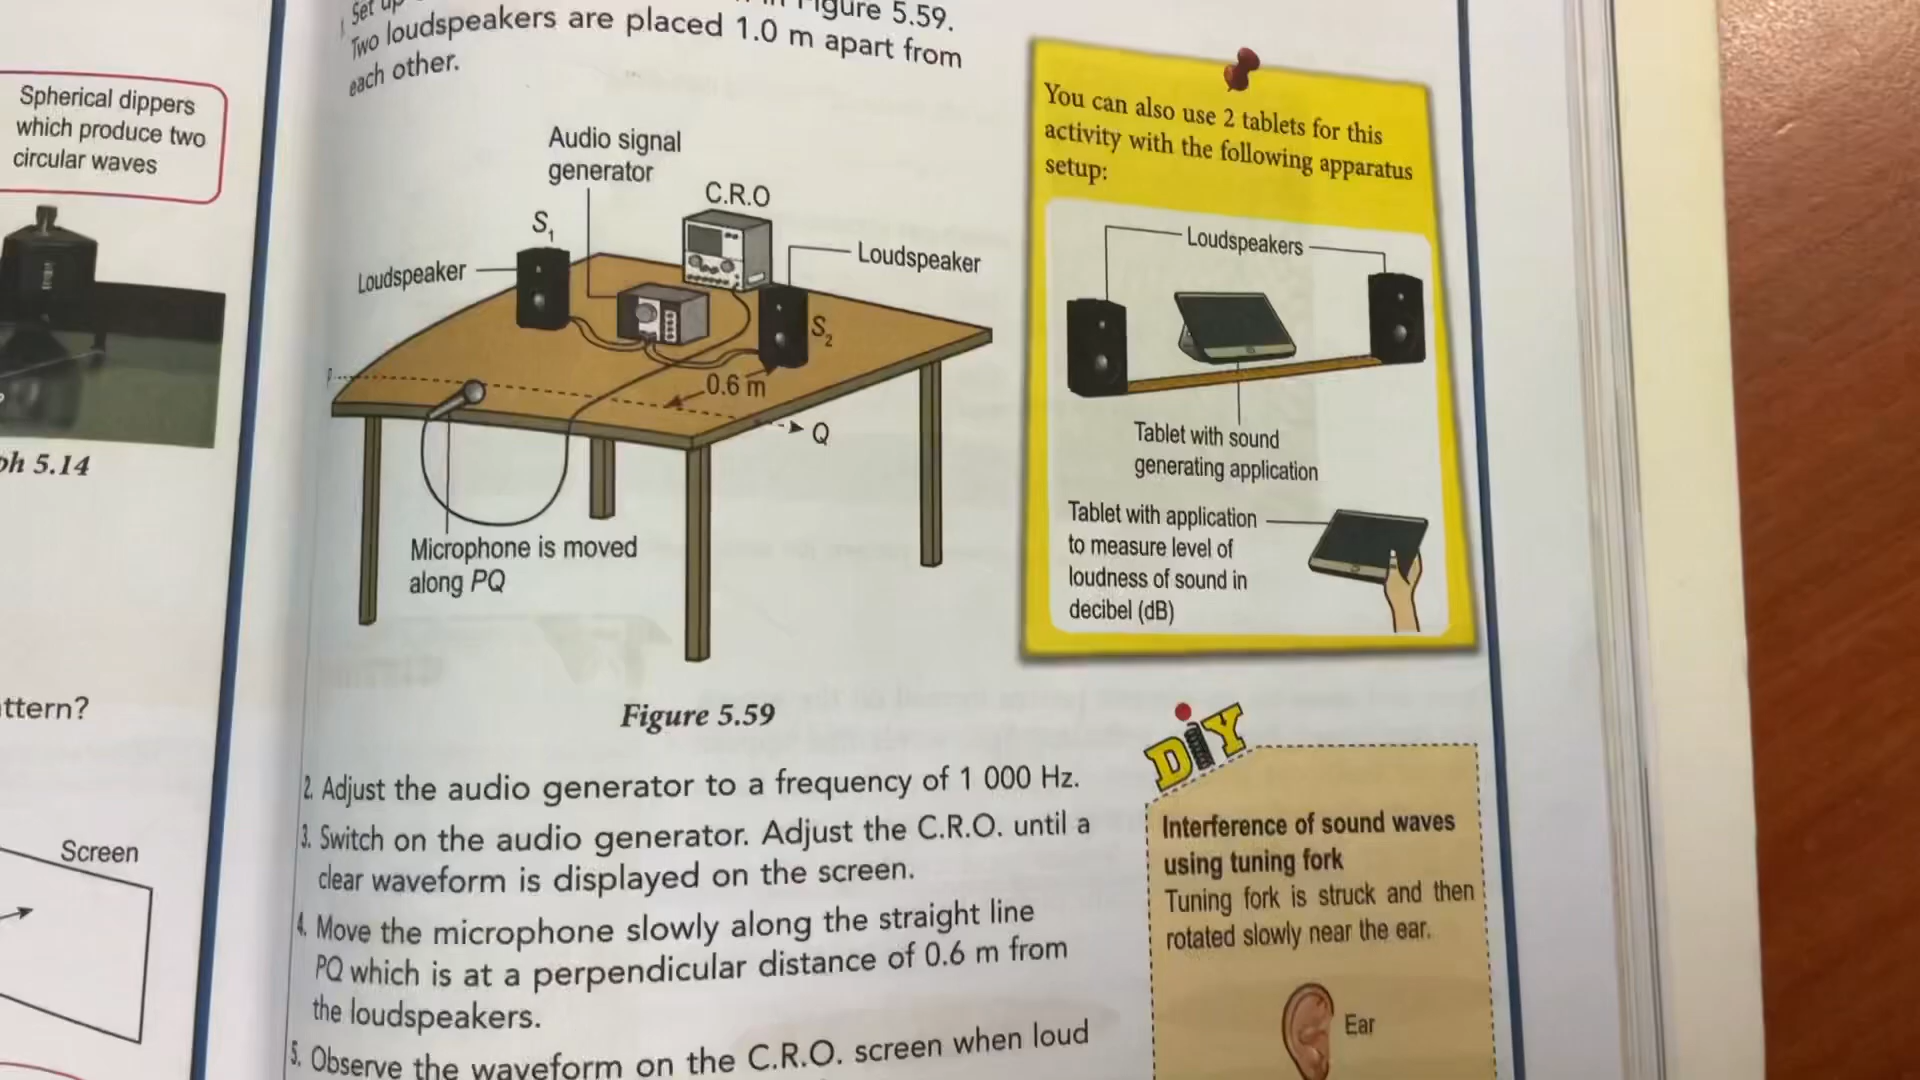 Spherical dippers
which produce two
circular waves
ph 5.14
ttern?
Screen
1. Set up
Figure 5.59.
Two loudspeakers are placed 1.0 m apart from
each other.
Audio signal
generator
C.R.O
S1
Loudspeaker
Loudspeaker
S2
P
0.6 m
Q
Microphone is moved
along PQ
Figure 5.59
2. Adjust the audio generator to a frequency of 1 000 Hz.
3. Switch on the audio generator. Adjust the C.R.O. until a
clear waveform is displayed on the screen.
4. Move the microphone slowly along the straight line
PQ which is at a perpendicular distance of 0.6 m from
the loudspeakers.
5. Observe the waveform on the C.R.O. screen when loud
You can also use 2 tablets for this
activity with the following apparatus
setup:
Loudspeakers
Tablet with sound
generating application
Tablet with application
to measure level of
loudness of sound in
decibel (dB)
DiY
Interference of sound waves
using tuning fork
Tuning fork is struck and then
rotated slowly near the ear.
Ear